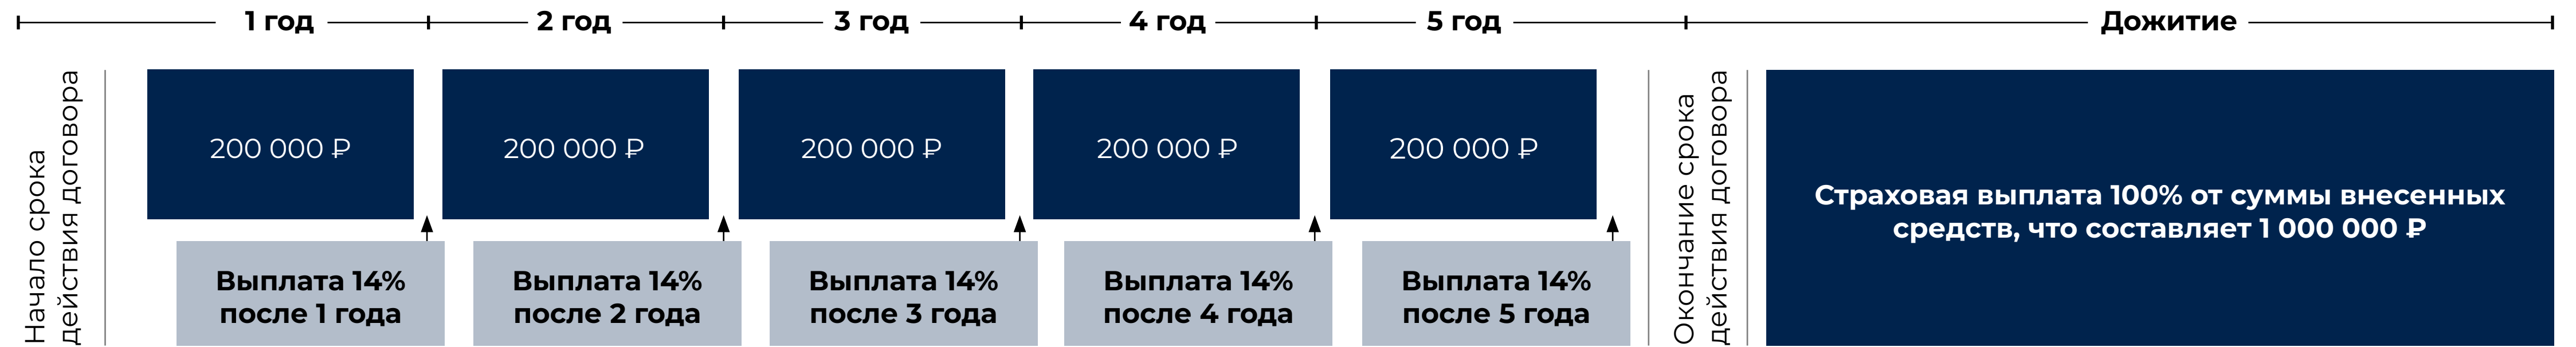 1 год
2 год
3 год
4 год
5 год
Дожитие
Начало срока
действия договора
200 000 ₽
200 000 ₽
200 000 ₽
200 000 ₽
200 000 ₽
Выплата 14%
после 1 года
Выплата 14%
после 2 года
Выплата 14%
после 3 года
Выплата 14%
после 4 года
Выплата 14%
после 5 года
Окончание срока
действия договора
Страховая выплата 100% от суммы внесенных
средств, что составляет 1 000 000 ₽